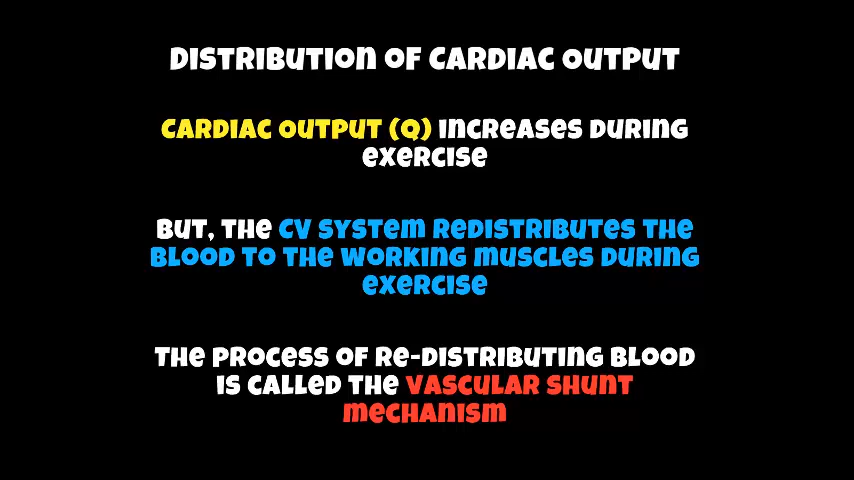 DISTRIBUTION OF CARDIAC OUTPUT
CARDIAC OUTPUT (Q) INCREASES DURING
EXERCISE
BUT, THE CV SYSTEM REDISTRIBUTES THE
BLOOD TO THE WORKING MUSCLES DURING
EXERCISE
THE PROCESS OF RE-DISTRIBUTING BLOOD
IS CALLED THE VASCULAR SHUNT
MECHANISM